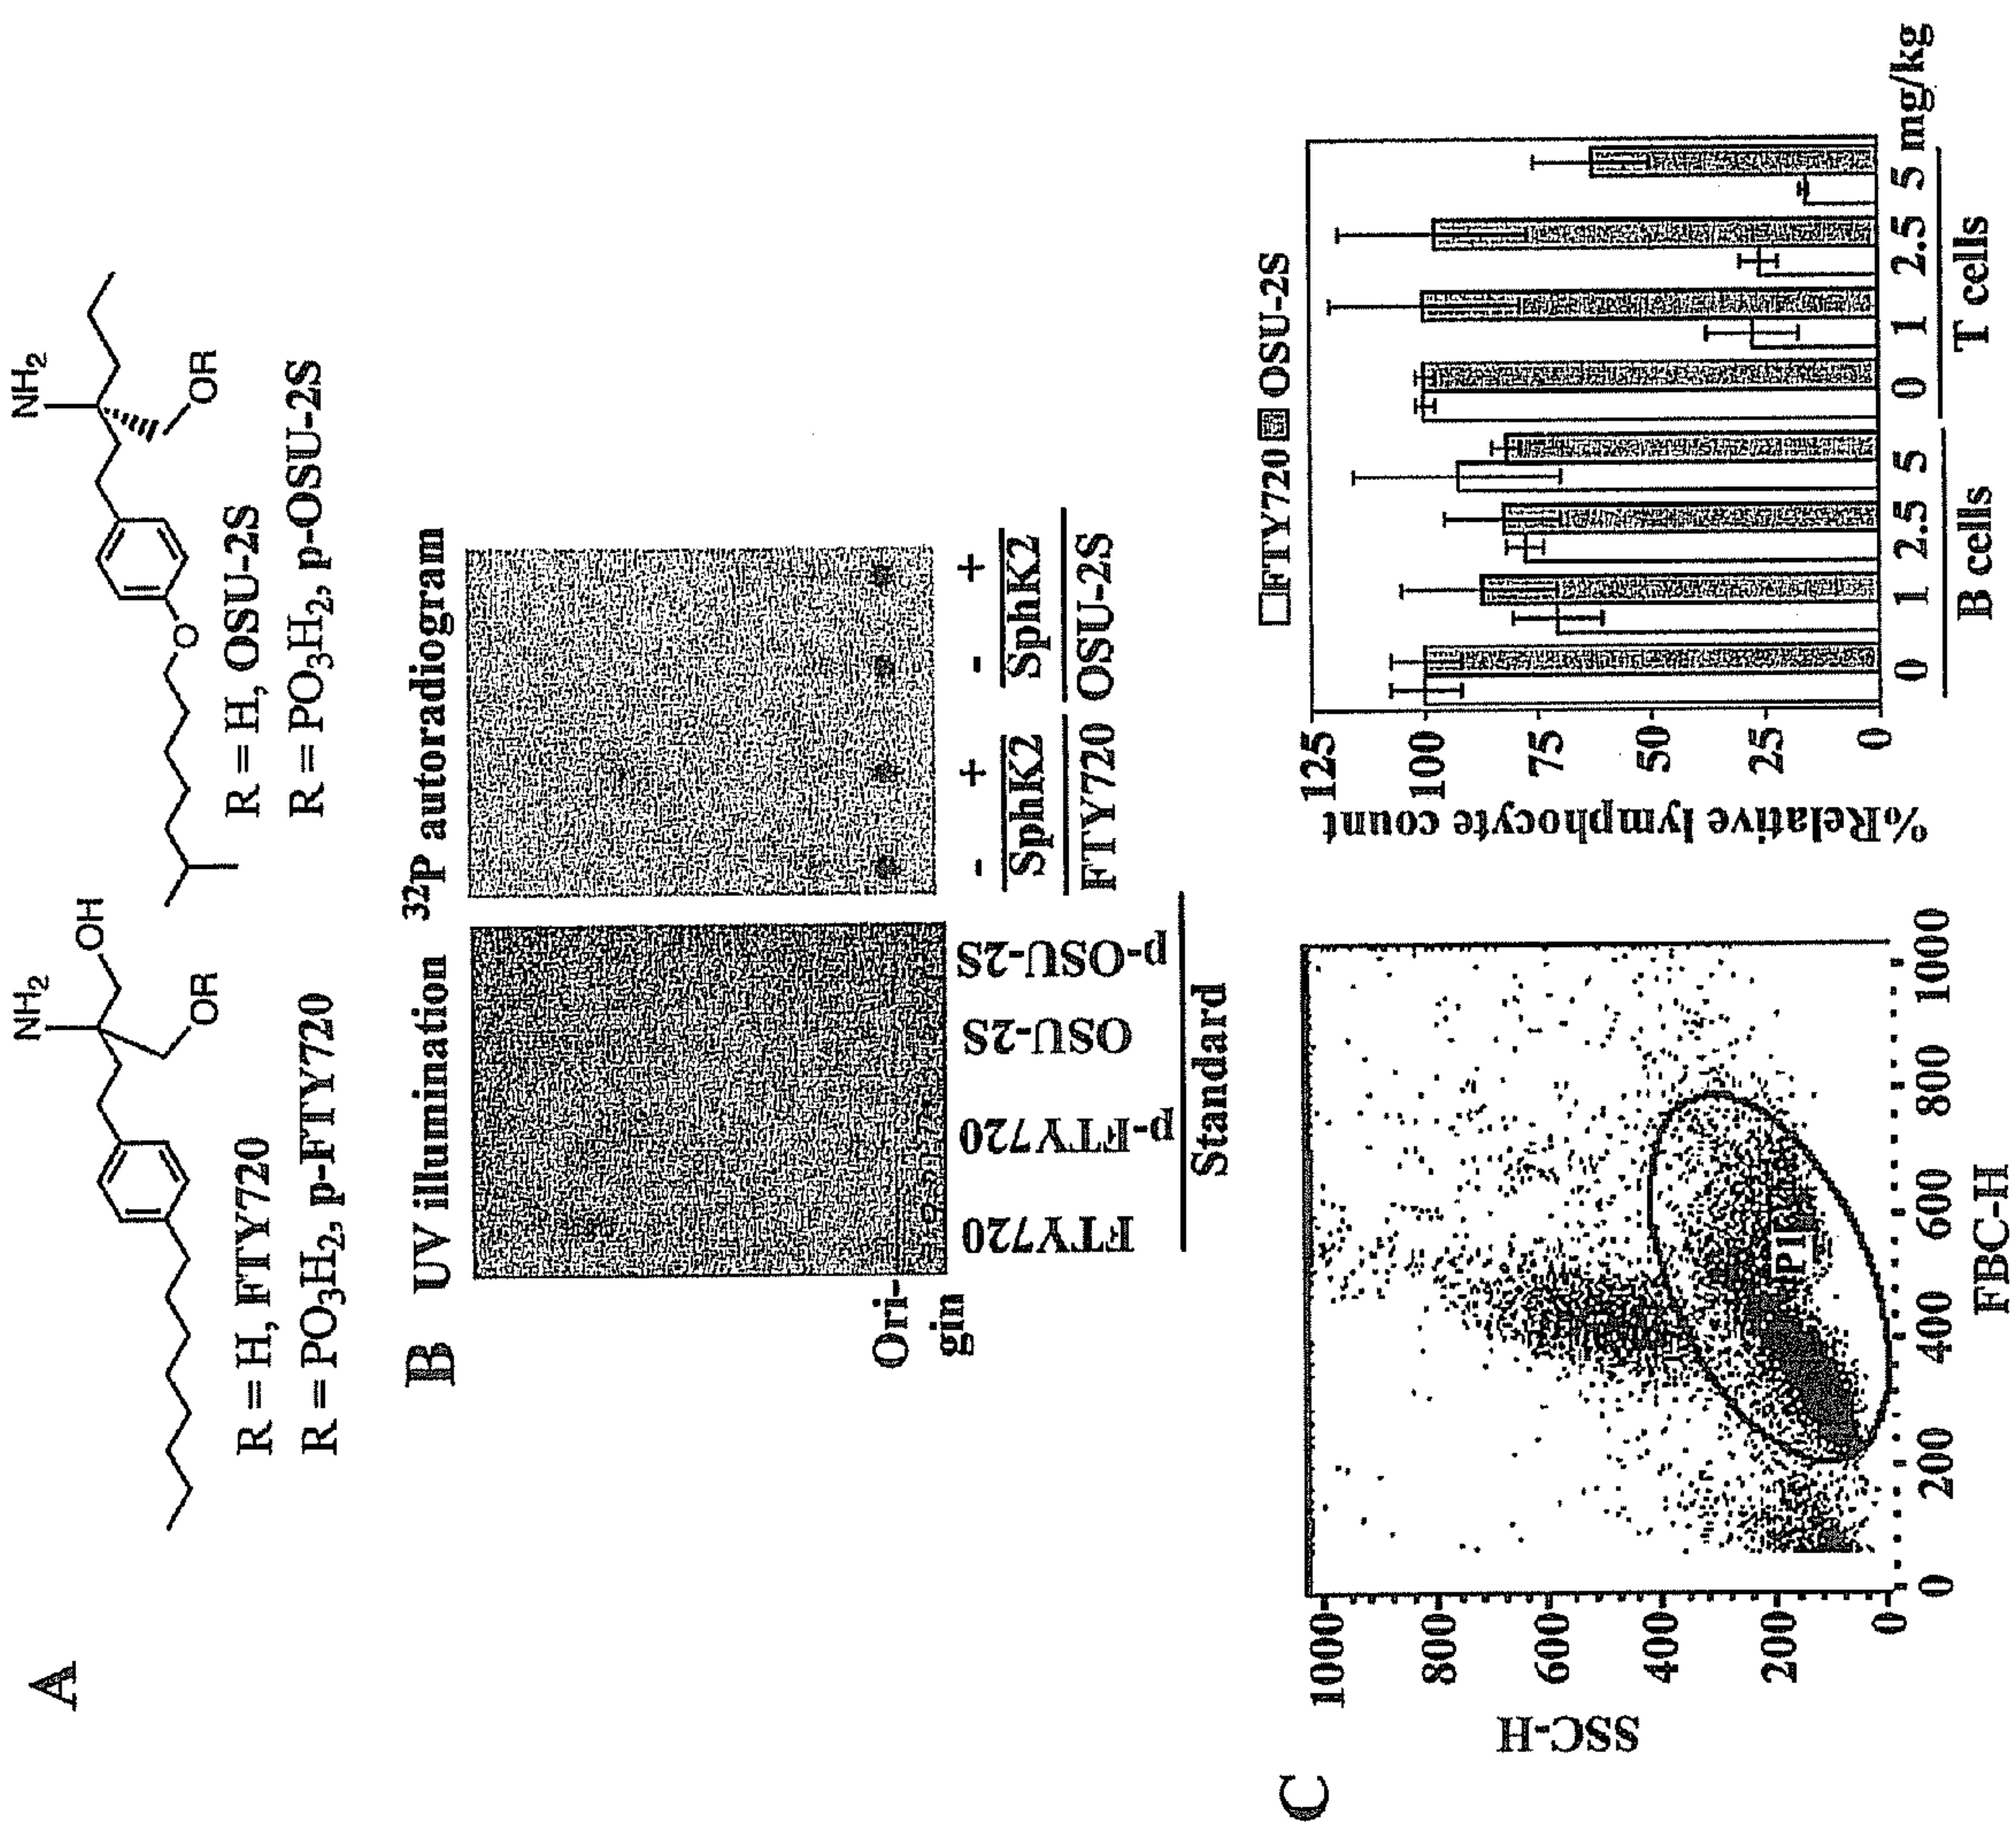 A
NH2
OH
OR
R = H, FTY720
R = PO3H2, p-FTY720
NH2
O
OR
R = H, OSU-2S
R = PO3H2, p-OSU-2S
B
UV illumination
32P autoradiogram
Ori-
gin
FTY720
p-FTY720
OSU-2S
p-OSU-2S
Standard
- + - +
SphK2 SphK2
FTY720 OSU-2S
C
SSC-H
1000
800
600
400
200
0
P1
0 200 400 600 800 1000
FBC-H
FTY720 OSU-2S
%Relative lymphocyte count
125
100
75
50
25
0
0 1 2.5 5 0 1 2.5 5 mg/kg
B cells T cells